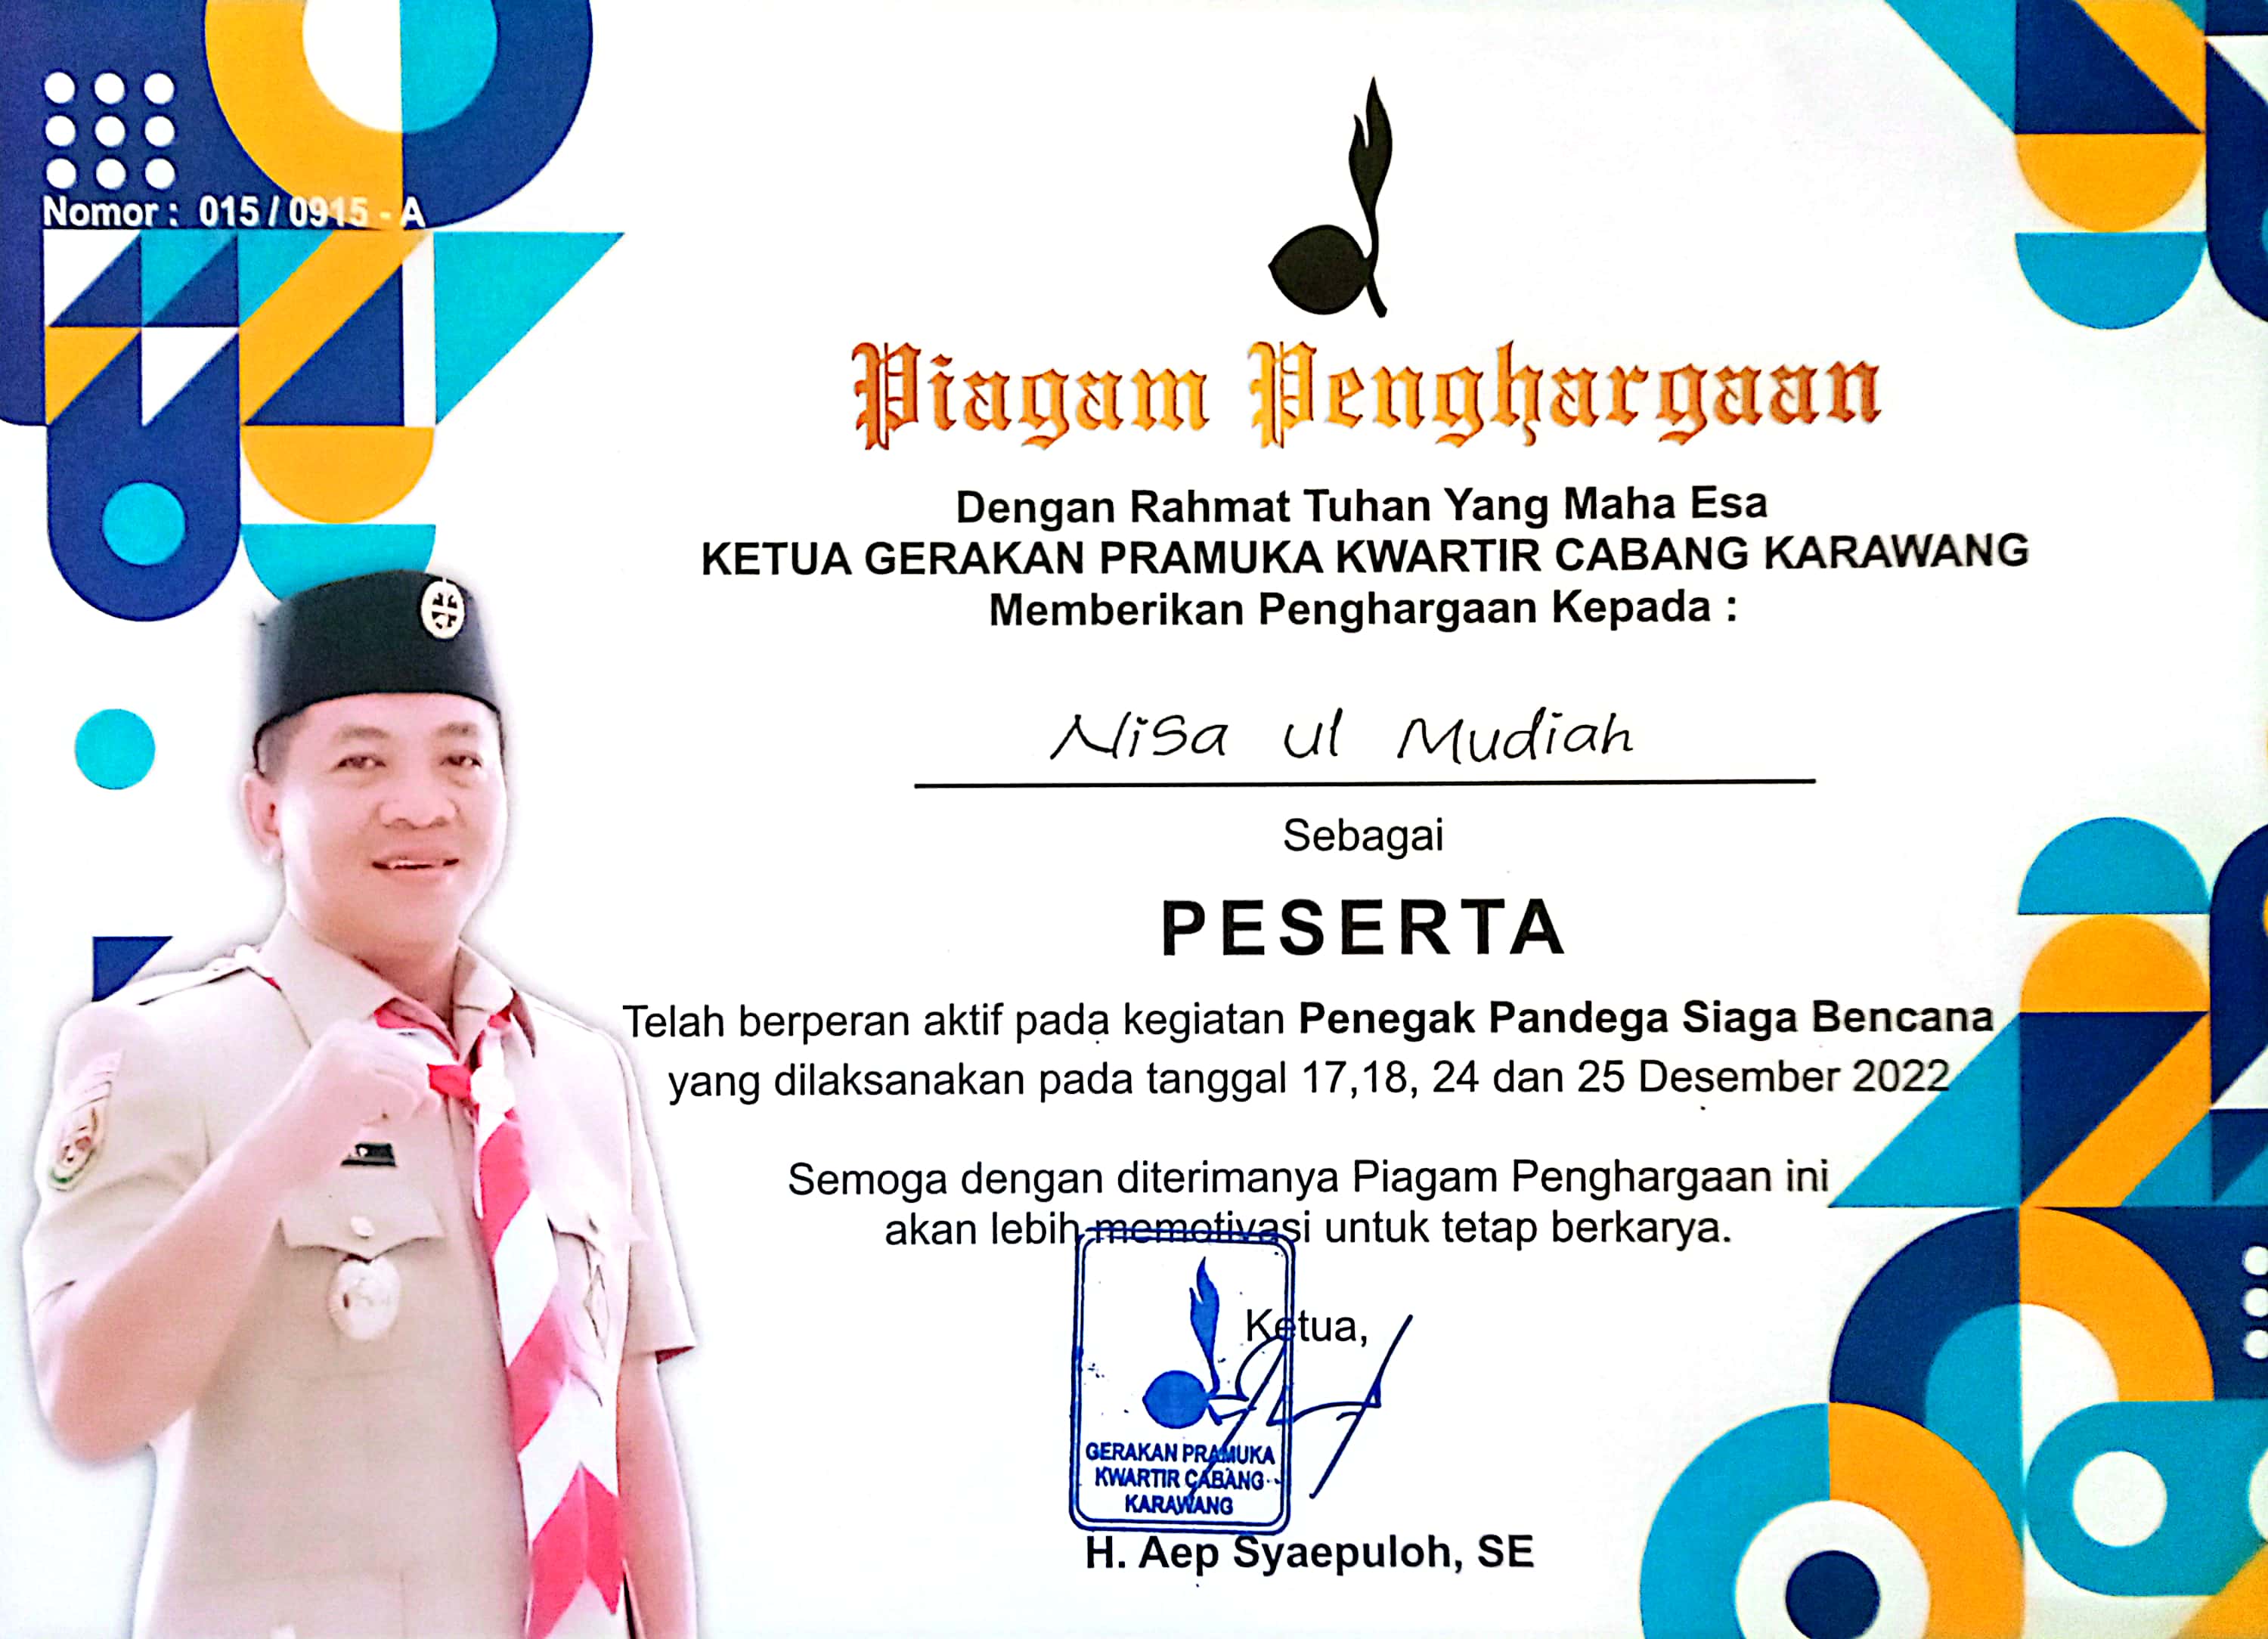 Nomor : 015 / 0915 - A
Piagam Penghargaan
Dengan Rahmat Tuhan Yang Maha Esa
KETUA GERAKAN PRAMUKA KWARTIR CABANG KARAWANG
Memberikan Penghargaan Kepada :
Nisa ul Mudiah
Sebagai
PESERTA
Telah berperan aktif pada kegiatan Penegak Pandega Siaga Bencana
yang dilaksanakan pada tanggal 17,18, 24 dan 25 Desember 2022
Semoga dengan diterimanya Piagam Penghargaan ini
akan lebih memotivasi untuk tetap berkarya.
Ketua,
GERAKAN PRAMUKA
KWARTIR CABANG
KARAWANG
H. Aep Syaepuloh, SE